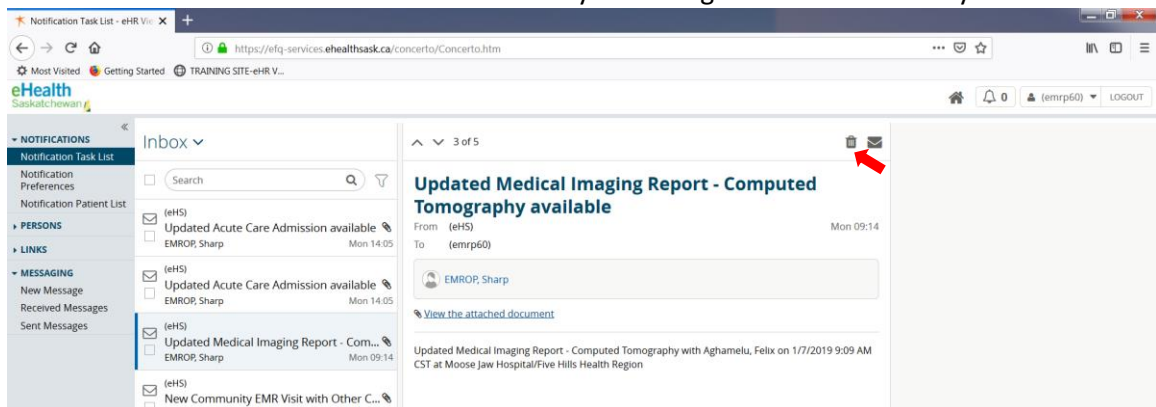 Notification Task List - eHR Vie
https://efq-services.ehealthsask.ca/concerto/Concerto.htm
Most Visited Getting Started TRAINING SITE-eHR V...
eHealth
Saskatchewan
0 (emrp60) LOGOUT
NOTIFICATIONS
Notification Task List
Notification
Preferences
Notification Patient List
PERSONS
LINKS
MESSAGING
New Message
Received Messages
Sent Messages
Inbox
Search
(eHS)
Updated Acute Care Admission available
EMROP, Sharp Mon 14:05
(eHS)
Updated Acute Care Admission available
EMROP, Sharp Mon 14:05
(eHS)
Updated Medical Imaging Report - Com...
EMROP, Sharp Mon 09:14
(eHS)
New Community EMR Visit with Other C...
3 of 5
Updated Medical Imaging Report - Computed
Tomography available
From (eHS) Mon 09:14
To (emrp60)
EMROP, Sharp
View the attached document
Updated Medical Imaging Report - Computed Tomography with Aghamelu, Felix on 1/7/2019 9:09 AM
CST at Moose Jaw Hospital/Five Hills Health Region